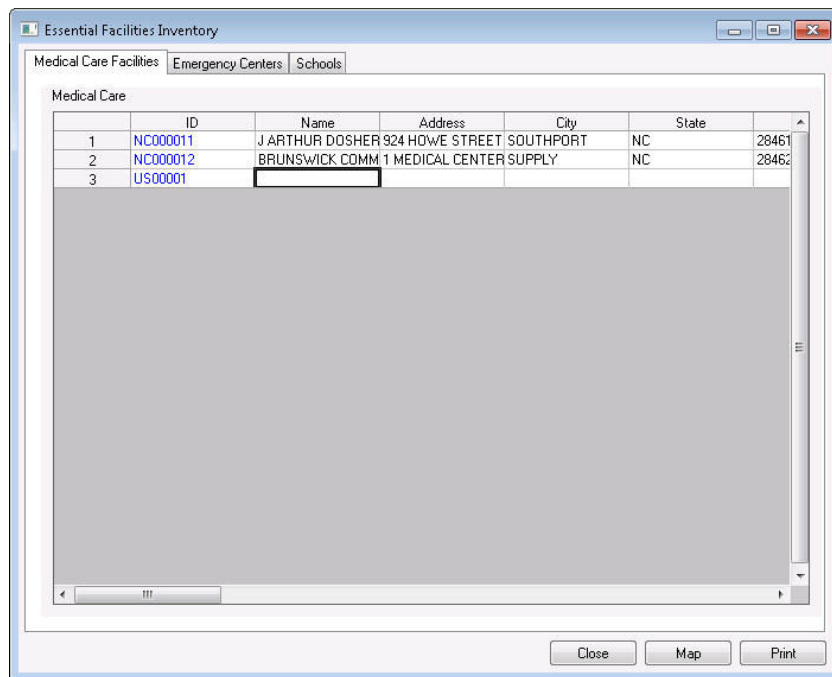 Essential Facilities Inventory
Medical Care Facilities Emergency Centers Schools
Medical Care
ID Name Address City State
1 NC000011 J ARTHUR DOSHER 924 HOWE STREET SOUTHPORT NC 28461
2 NC000012 BRUNSWICK COMM 1 MEDICAL CENTER SUPPLY NC 28462
3 US00001
Close Map Print